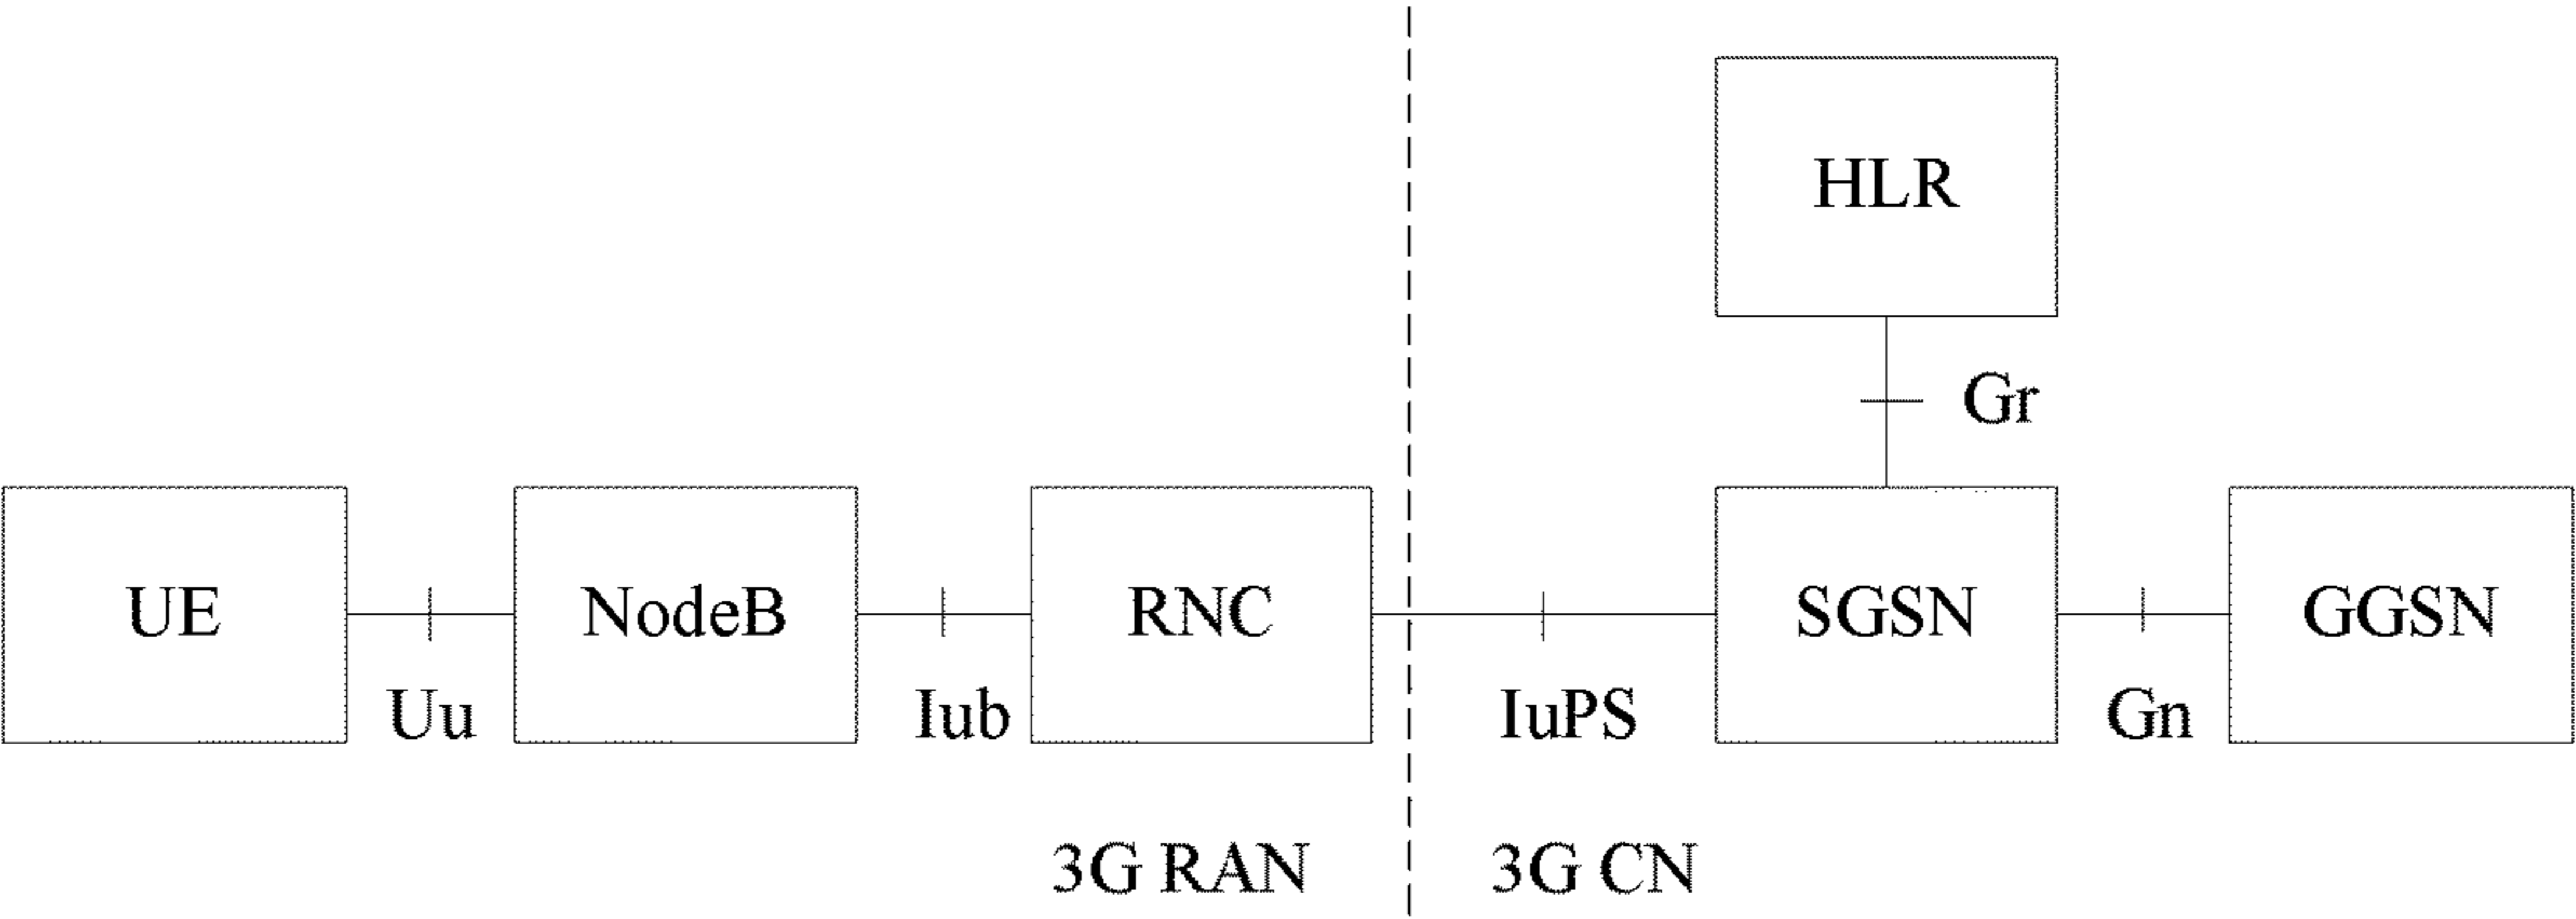 HLR
Gr
UE
NodeB
RNC
SGSN
GGSN
Uu
Iub
IuPS
Gn
3G RAN
3G CN